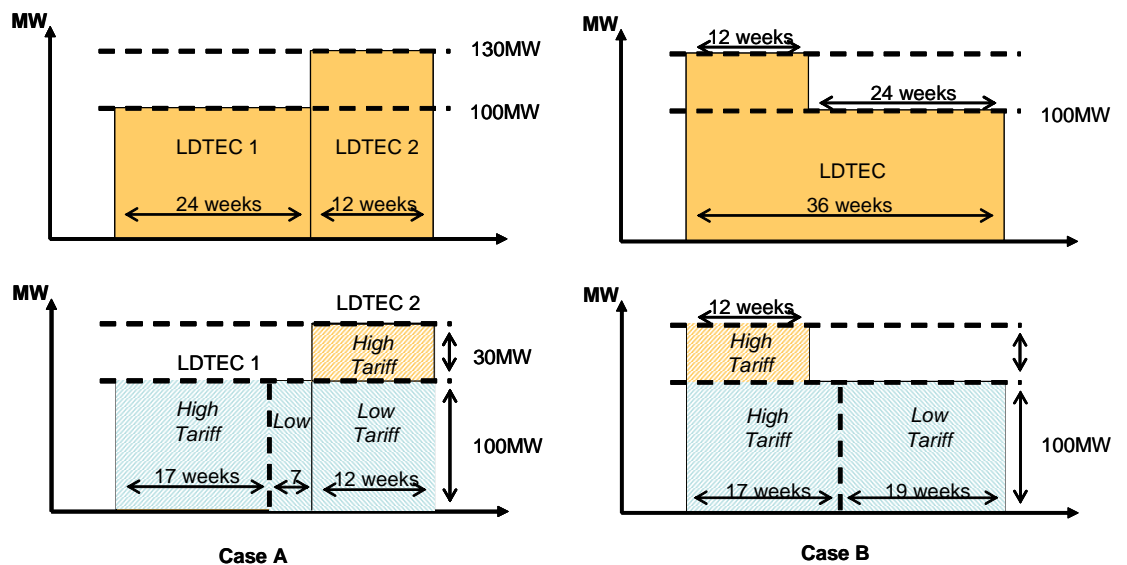 MW
130MW
100MW
LDTEC 1
LDTEC 2
24 weeks
12 weeks
MW
12 weeks
24 weeks
100MW
LDTEC
36 weeks
MW
LDTEC 2
High
Tariff
30MW
LDTEC 1
High
Tariff
Low
Low
Tariff
100MW
17 weeks
7
12 weeks
Case A
MW
12 weeks
High
Tariff
High
Tariff
Low
Tariff
100MW
17 weeks
19 weeks
Case B